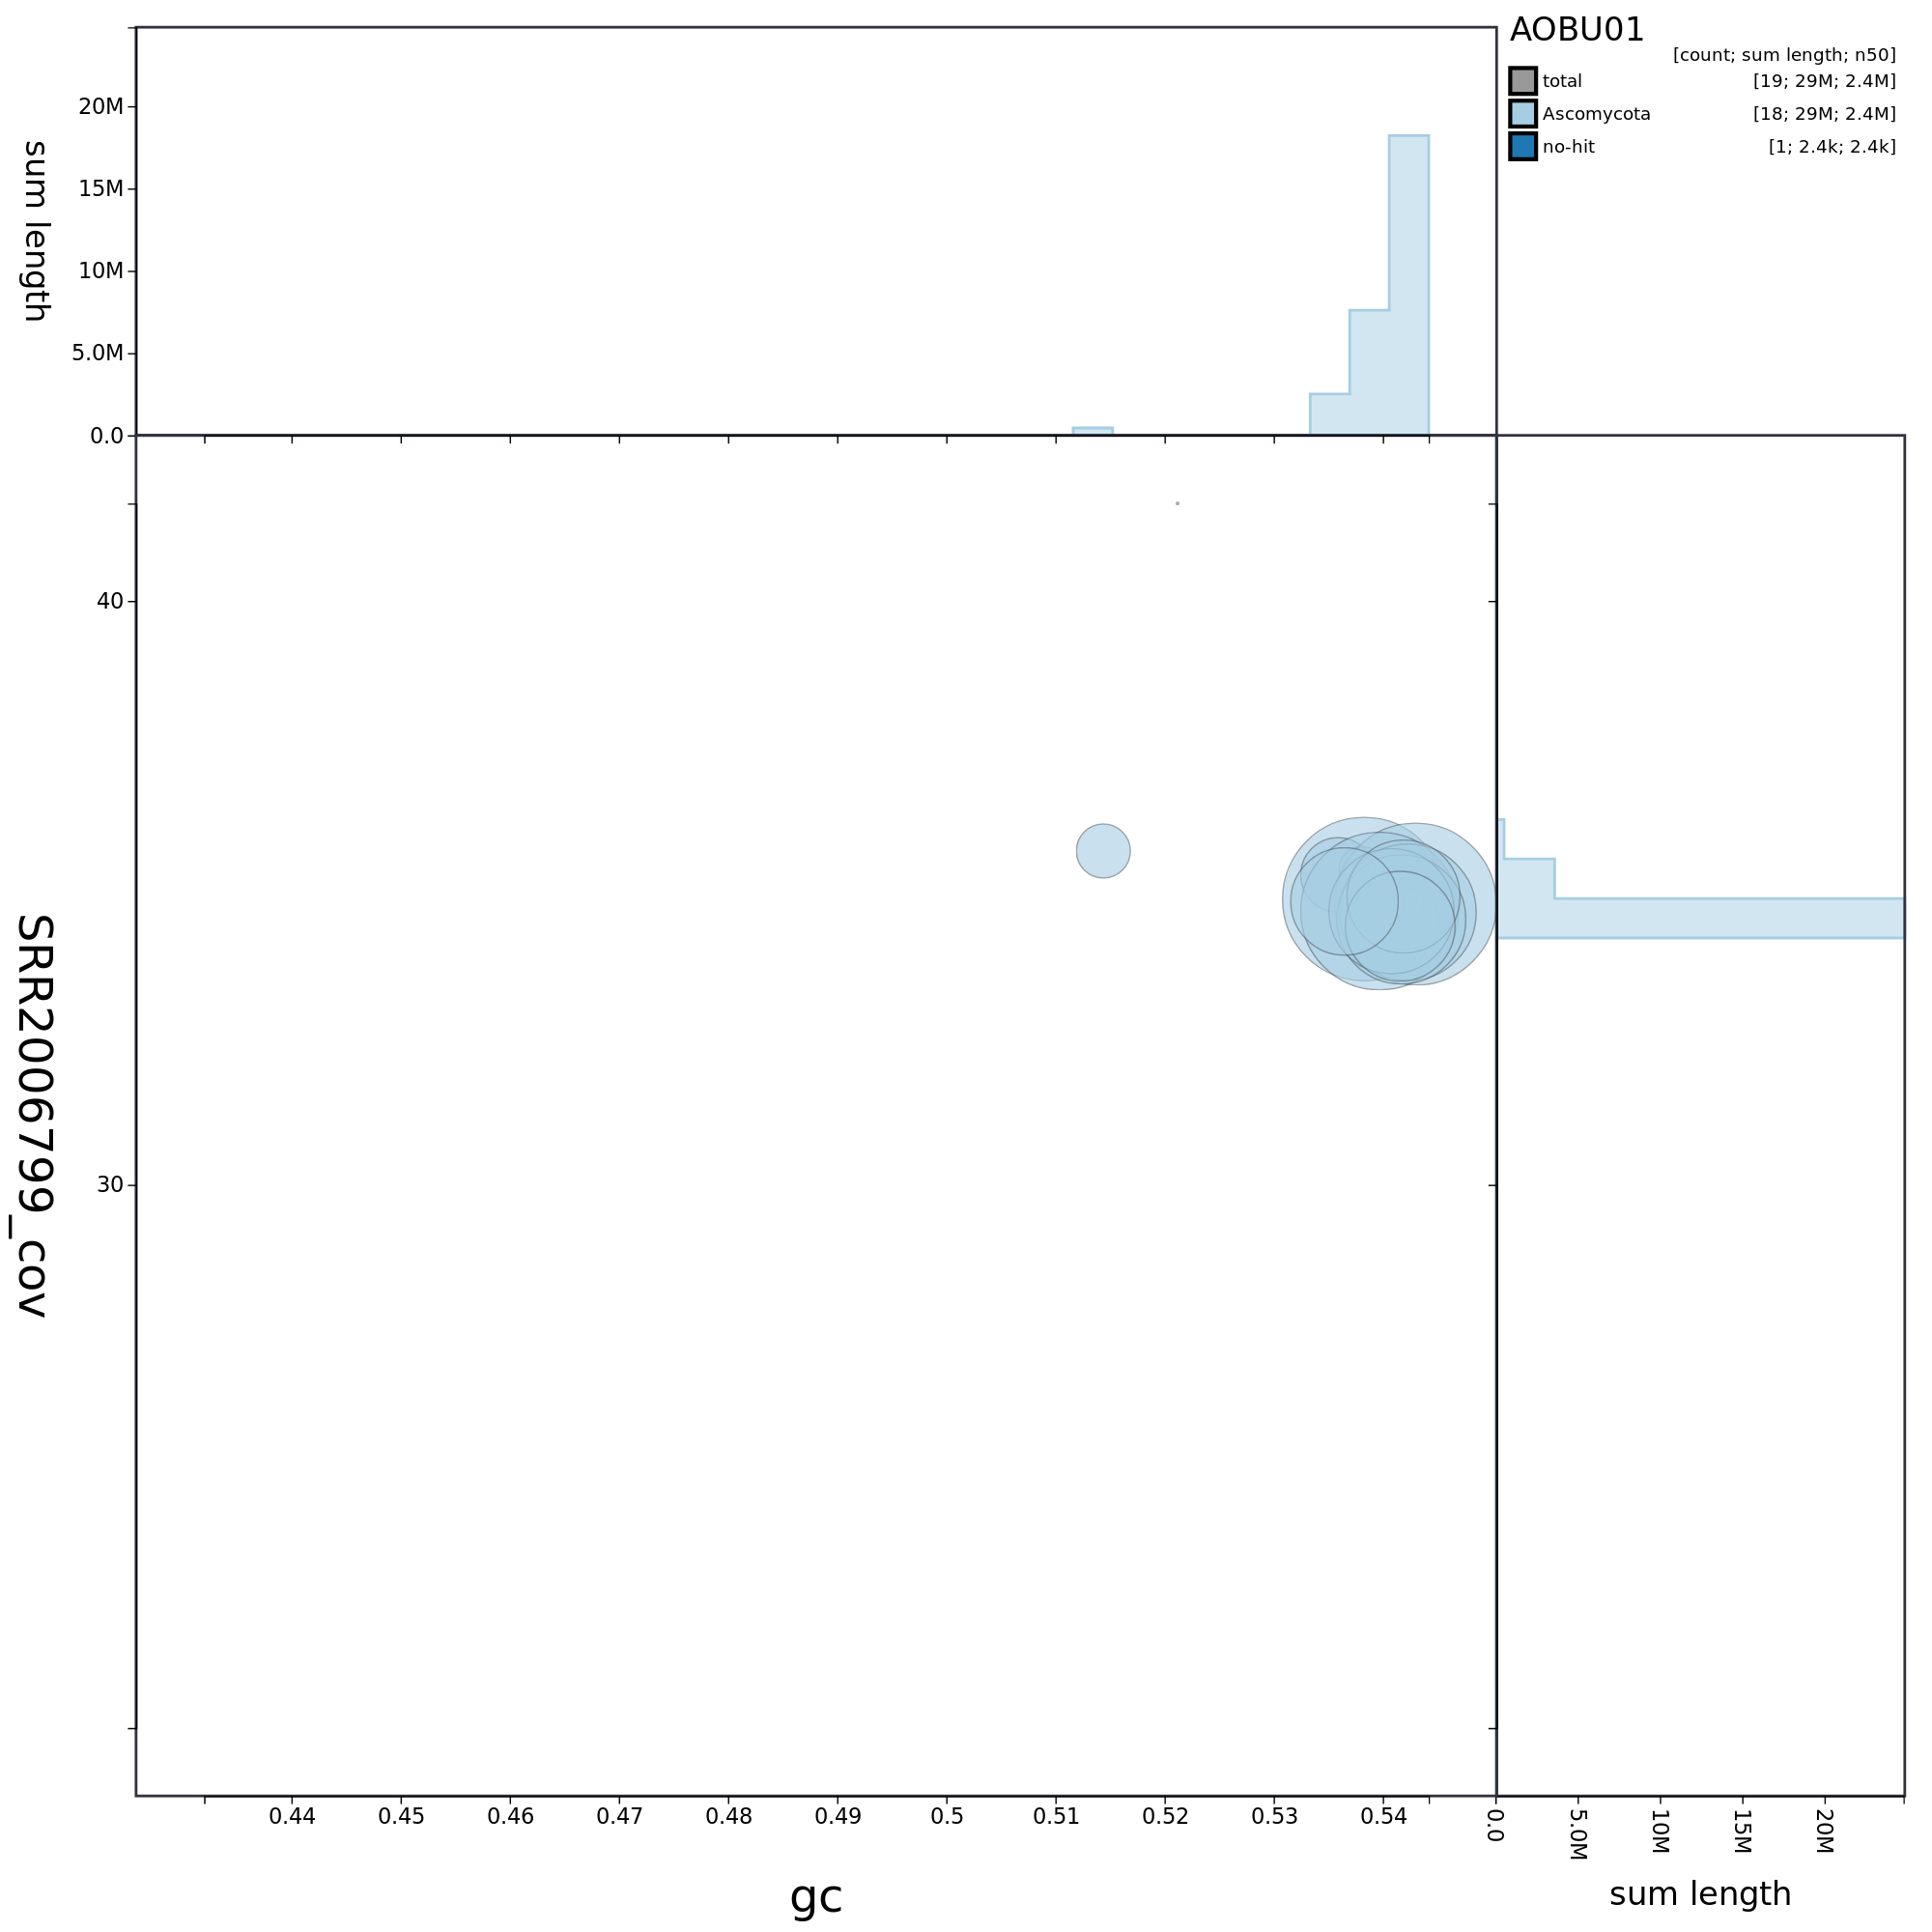 AOBU01
[count; sum length; n50]
total [19; 29M; 2.4M]
Ascomycota [18; 29M; 2.4M]
no-hit [1; 2.4k; 2.4k]
sum length
20M
15M
10M
5.0M
0.0
SRR2006799_cov
40
30
0.44 0.45 0.46 0.47 0.48 0.49 0.5 0.51 0.52 0.53 0.54
gc
0.0 5.0M 10M 15M 20M
sum length